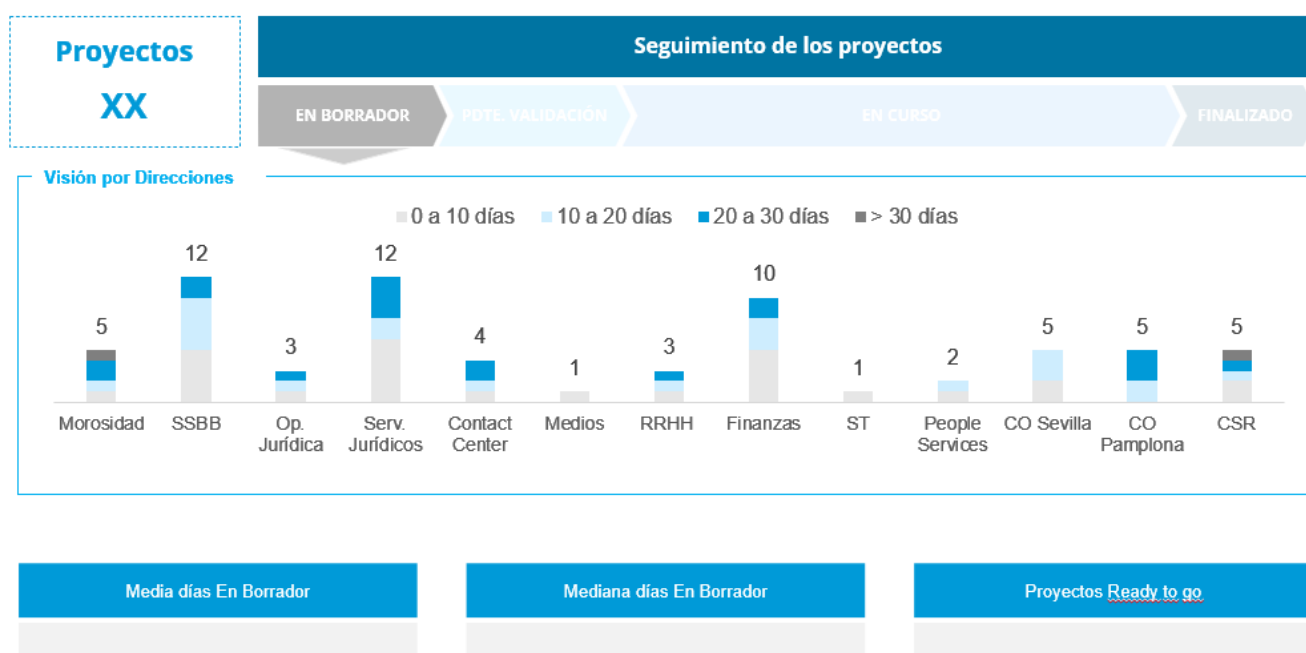 Proyectos
XX
Seguimiento de los proyectos
EN BORRADOR
PDTE. VALIDACIÓN
EN CURSO
FINALIZADO
Visión por Direcciones
0 a 10 días
10 a 20 días
20 a 30 días
> 30 días
5
12
3
12
4
1
3
10
1
2
5
5
5
Morosidad
SSBB
Op.
Jurídica
Serv.
Jurídicos
Contact
Center
Medios
RRHH
Finanzas
ST
People
Services
CO Sevilla
CO
Pamplona
CSR
Media días En Borrador
Mediana días En Borrador
Proyectos Ready to go